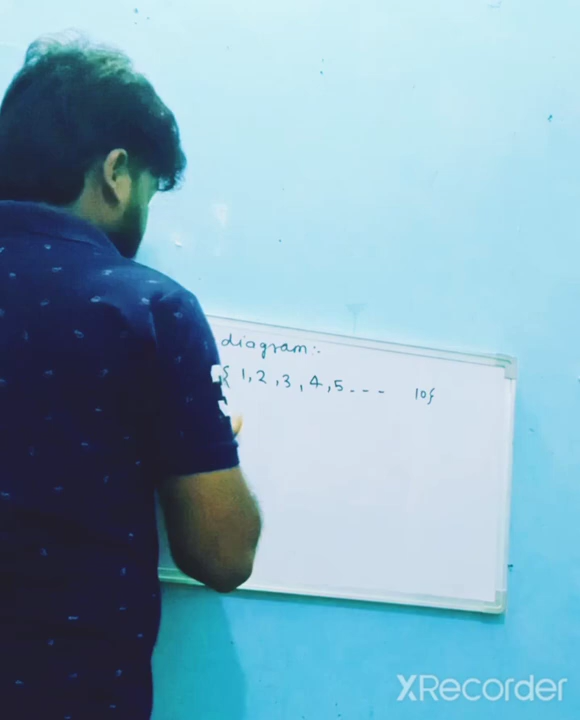 diagram:-
{1,2,3,4,5--- 10}
XRecorder